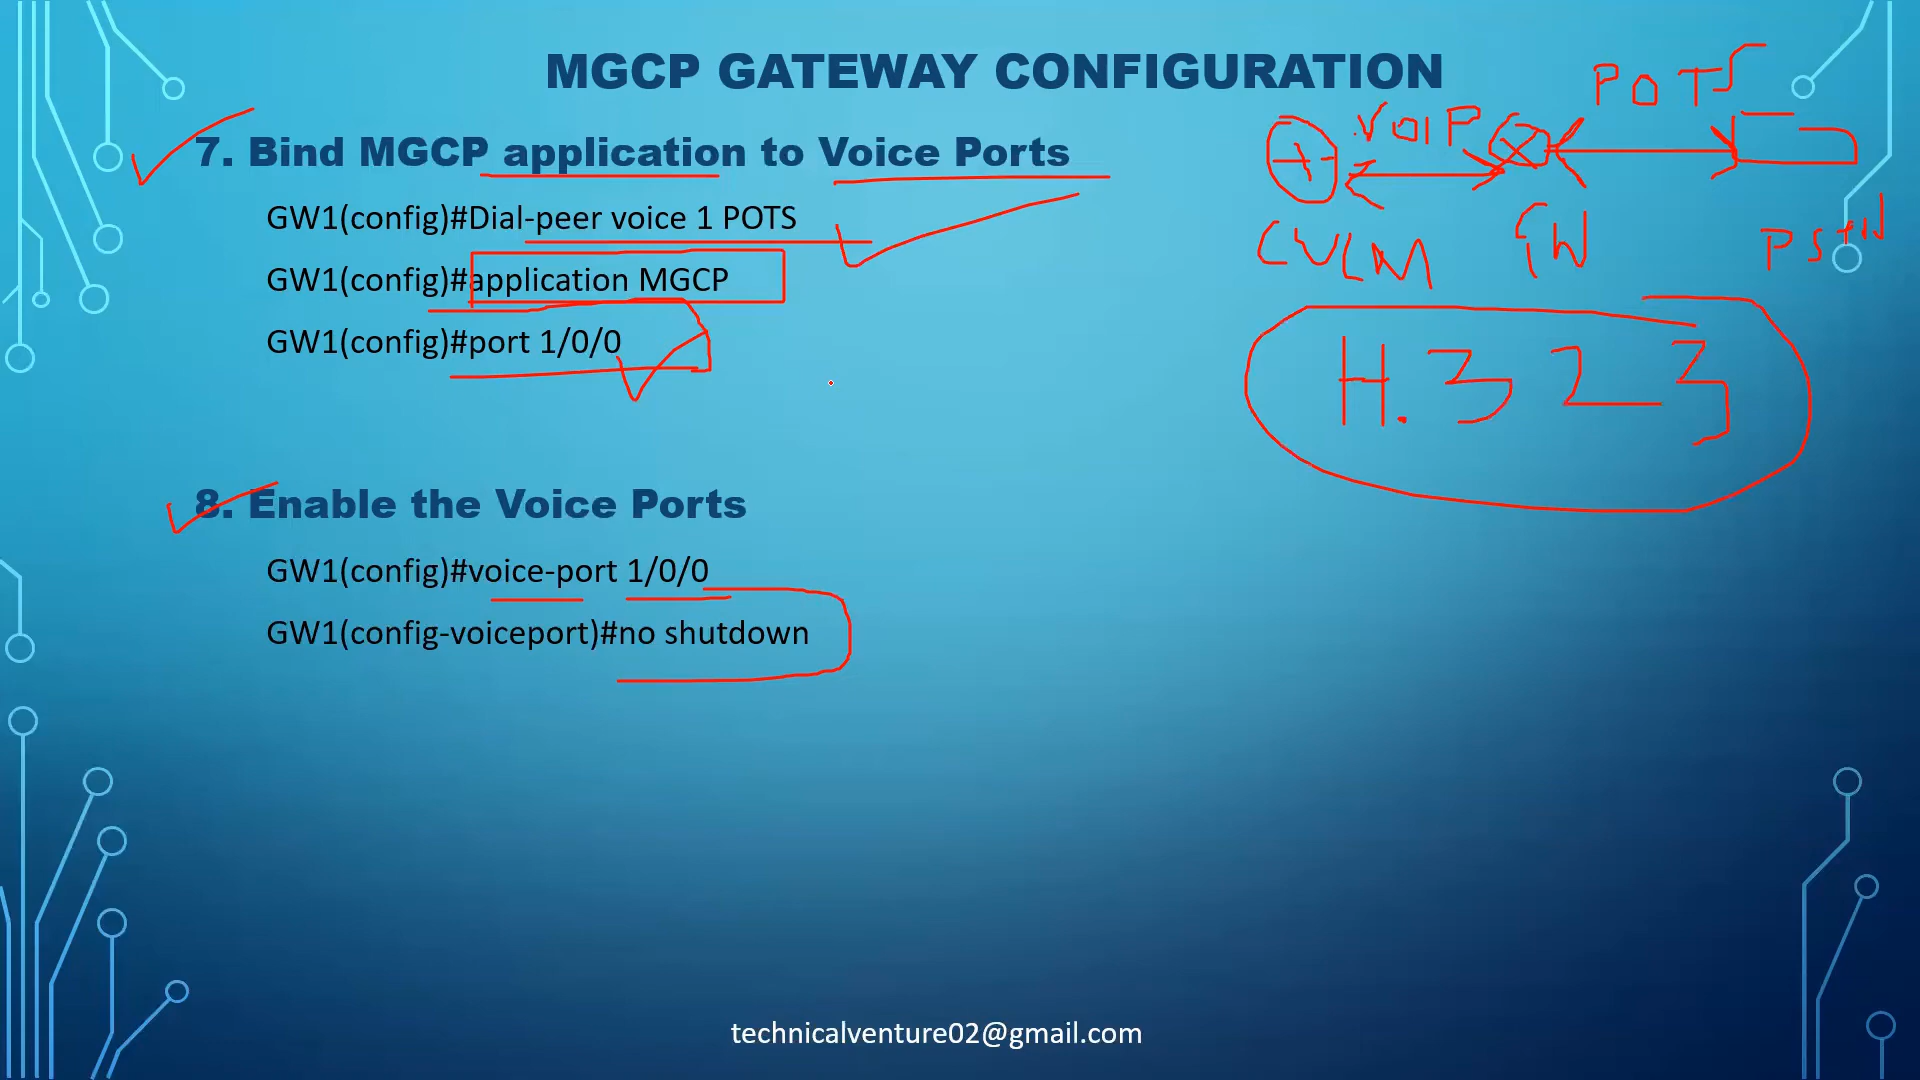 MGCP GATEWAY CONFIGURATION
7. Bind MGCP application to Voice Ports
GW1(config)#Dial-peer voice 1 POTS
GW1(config)#application MGCP
GW1(config)#port 1/0/0
8. Enable the Voice Ports
GW1(config)#voice-port 1/0/0
GW1(config-voiceport)#no shutdown
VOIP POTS
CUCM GW PSTN
H.323
technicalventure02@gmail.com